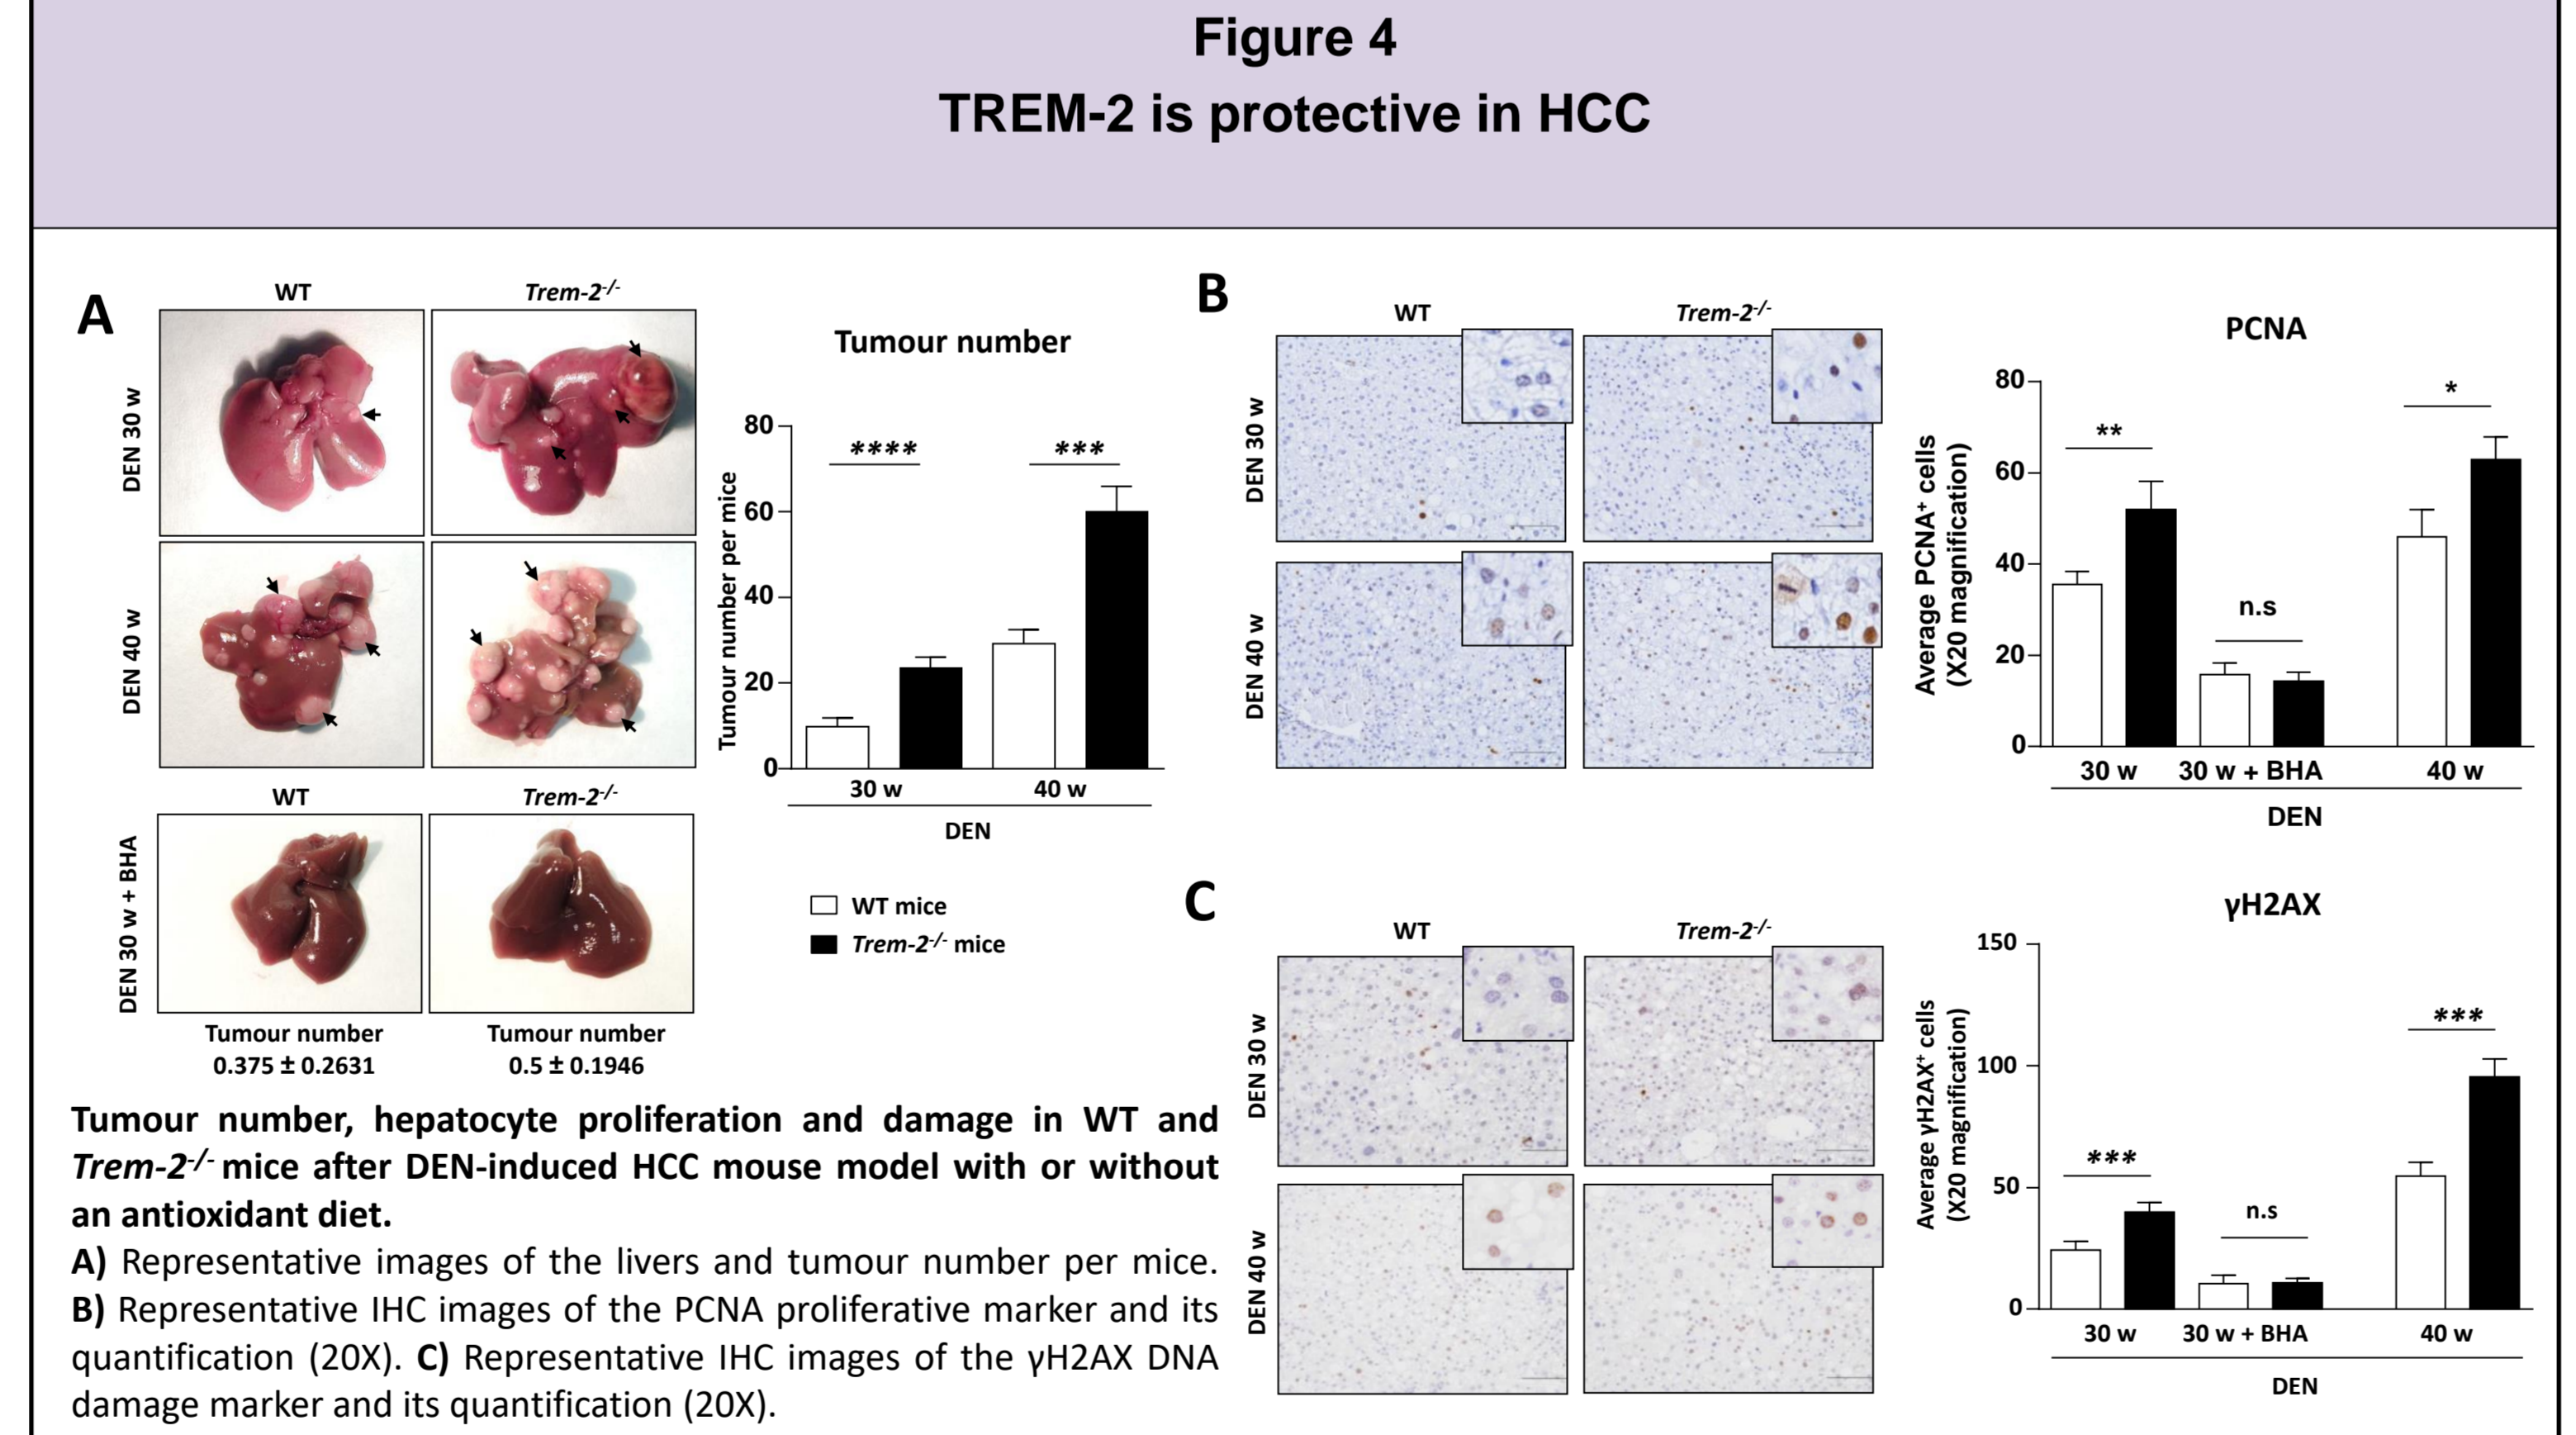 Figure 4
TREM-2 is protective in HCC
A
WT
Trem-2-/-
DEN 30 w
DEN 40 w
WT
Trem-2-/-
DEN 30 w + BHA
Tumour number
0.375 ± 0.2631
Tumour number
0.5 ± 0.1946
Tumour number
Tumour number per mice
80
60
40
20
0
****
***
30 w
40 w
DEN
WT mice
Trem-2-/- mice
Tumour number, hepatocyte proliferation and damage in WT and
Trem-2-/- mice after DEN-induced HCC mouse model with or without
an antioxidant diet.
A) Representative images of the livers and tumour number per mice.
B) Representative IHC images of the PCNA proliferative marker and its
quantification (20X). C) Representative IHC images of the γH2AX DNA
damage marker and its quantification (20X).
B
WT
Trem-2-/-
DEN 30 w
DEN 40 w
PCNA
Average PCNA+ cells
(X20 magnification)
80
60
40
20
0
**
n.s
*
30 w
30 w + BHA
40 w
DEN
C
WT
Trem-2-/-
DEN 30 w
DEN 40 w
γH2AX
Average γH2AX+ cells
(X20 magnification)
150
100
50
0
***
n.s
***
30 w
30 w + BHA
40 w
DEN